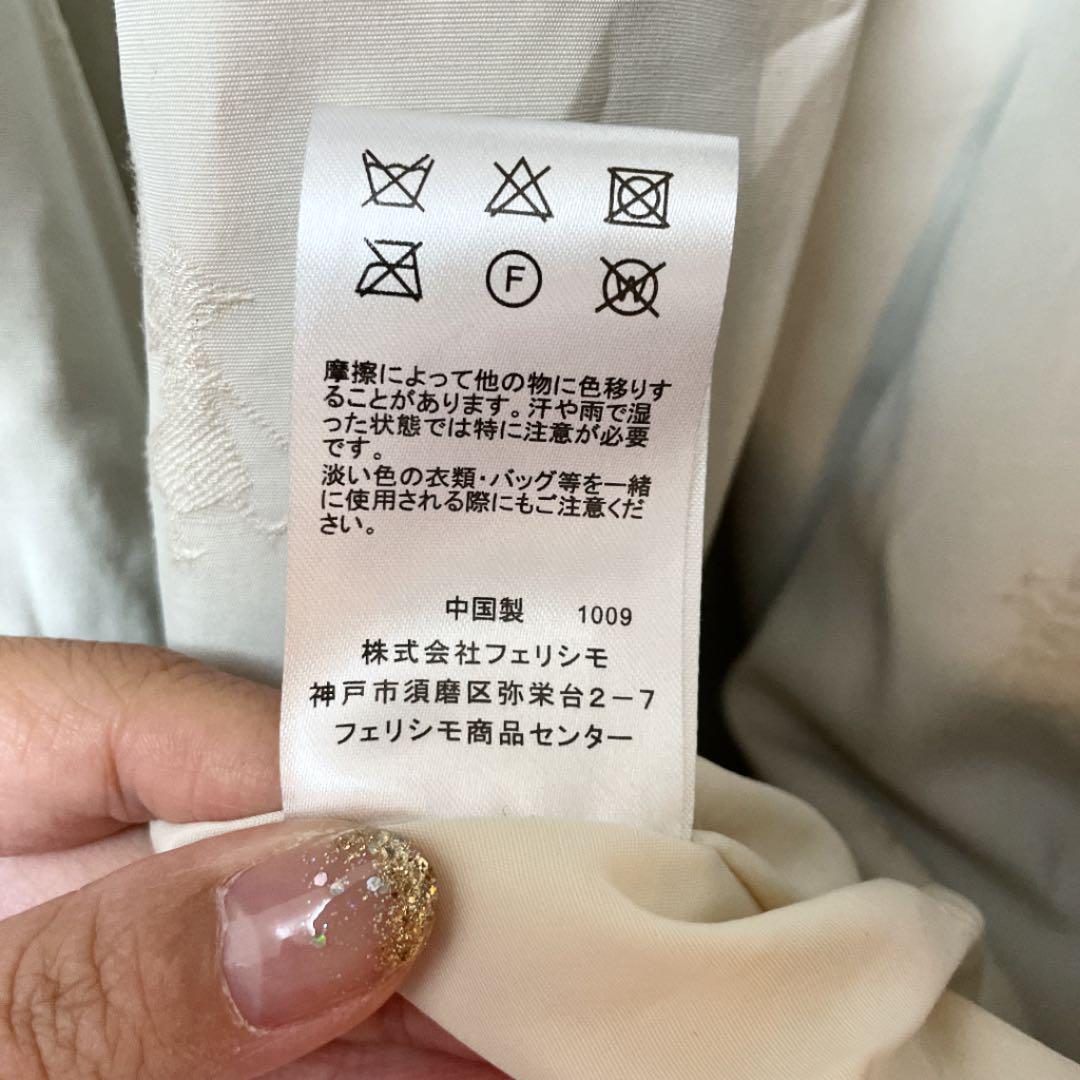 F
W
摩擦によって他の物に色移りす
ることがあります。汗や雨で湿
った状態では特に注意が必要
です。
淡い色の衣類・バッグ等を一緒
に使用される際にもご注意くだ
さい。
中国製 1009
株式会社フェリシモ
神戸市須磨区弥栄台2-7
フェリシモ商品センター